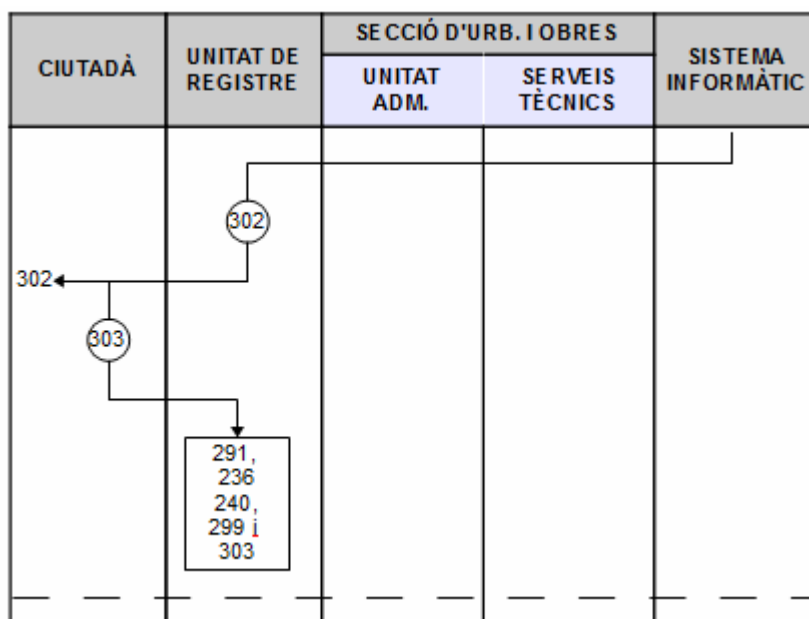 CIUTADÀ
UNITAT DE
REGISTRE
SECCIÓ D'URB. I OBRES
UNITAT
ADM.
SERVEIS
TÈCNICS
SISTEMA
INFORMÀTIC
302
302
303
291,
236
240,
299 i
303